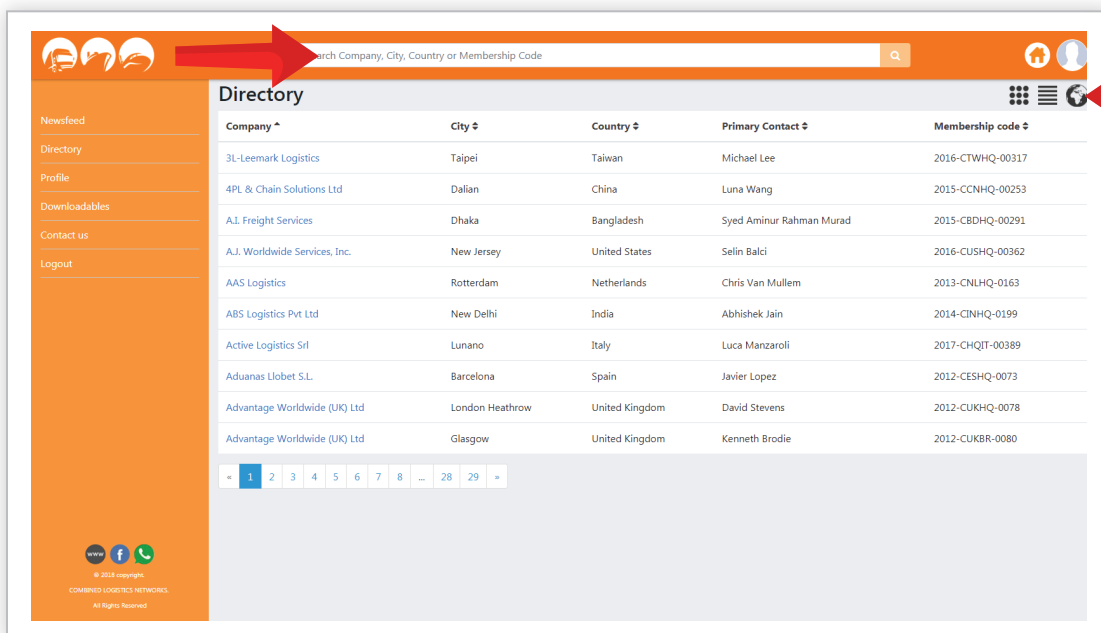 arch Company, City, Country or Membership Code
Directory
Newsfeed
Directory
Profile
Downloadables
Contact us
Logout
Company City Country Primary Contact Membership code
3L-Leemark Logistics Taipei Taiwan Michael Lee 2016-CTWHQ-00317
4PL & Chain Solutions Ltd Dalian China Luna Wang 2015-CCNHQ-00253
A.I. Freight Services Dhaka Bangladesh Syed Aminur Rahman Murad 2015-CBDHQ-00291
A.J. Worldwide Services, Inc. New Jersey United States Selin Balci 2016-CUSHQ-00362
AAS Logistics Rotterdam Netherlands Chris Van Mullem 2013-CNLHQ-0163
ABS Logistics Pvt Ltd New Delhi India Abhishek Jain 2014-CINHQ-0199
Active Logistics Srl Lunano Italy Luca Manzaroli 2017-CHQIT-00389
Aduanas Llobet S.L. Barcelona Spain Javier Lopez 2012-CESHQ-0073
Advantage Worldwide (UK) Ltd London Heathrow United Kingdom David Stevens 2012-CUKHQ-0078
Advantage Worldwide (UK) Ltd Glasgow United Kingdom Kenneth Brodie 2012-CUKBR-0080
« 1 2 3 4 5 6 7 8 ... 28 29 »
www f
© 2018 copyright.
COMBINED LOGISTICS NETWORKS.
All Rights Reserved